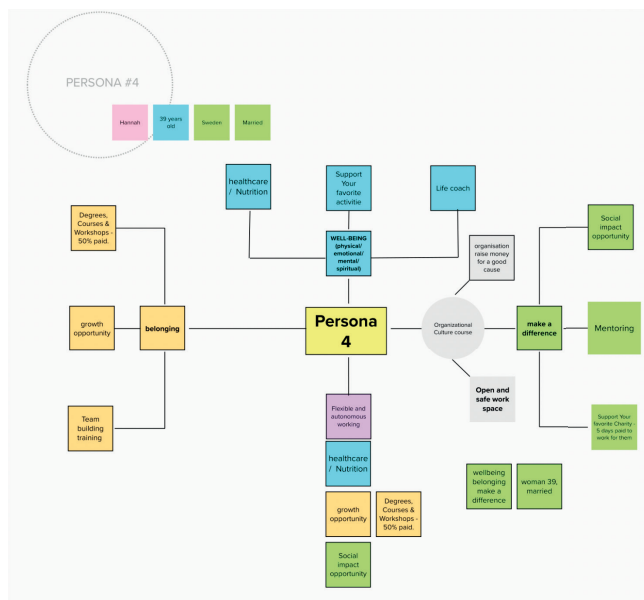 PERSONA #4
Hannah
39 years
old
Sweden
Married
healthcare
/ Nutrition
Support
Your
favorite
activitie
Life coach
WELL-BEING
(physical/
emotional/
mental/
spiritual)
Degrees,
Courses &
Workshops -
50% paid.
growth
opportunity
belonging
Team
building
training
Persona
4
organisation
raise money
for a good
cause
Organizational
Culture course
Open and
safe work
space
make a
difference
Social
impact
opportunity
Mentoring
Support Your
favorite Charity -
5 days paid to
work for them
Flexible and
autonomous
working
healthcare
/ Nutrition
growth
opportunity
Degrees,
Courses &
Workshops -
50% paid.
Social
impact
opportunity
wellbeing
belonging
make a
difference
woman 39,
married